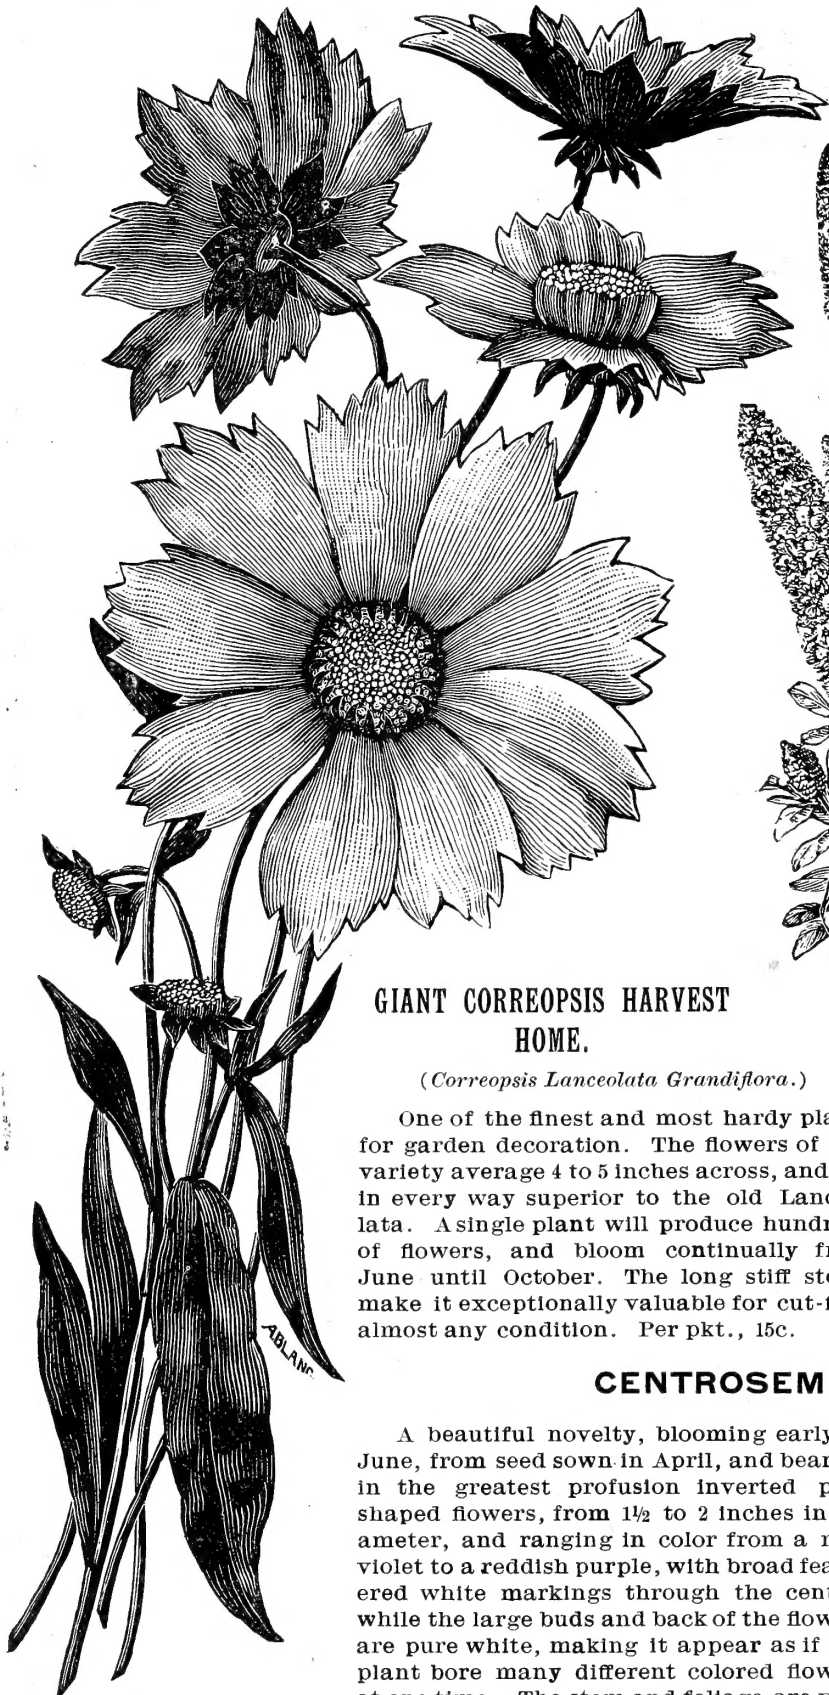 GIANT CORREOPSIS HARVEST
HOME.
(Correopsis Lanceolata Grandiflora.)
One of the finest and most hardy pla
for garden decoration. The flowers of
variety average 4 to 5 inches across, and
in every way superior to the old Lanc
lata. A single plant will produce hundr
of flowers, and bloom continually fr
June until October. The long stiff ste
make it exceptionally valuable for cut-f
almost any condition. Per pkt., 15c.
A.BLANC
CENTROSEM
A beautiful novelty, blooming early
June, from seed sown in April, and bear
in the greatest profusion inverted p
shaped flowers, from 1½ to 2 inches in
ameter, and ranging in color from a r
violet to a reddish purple, with broad fea
ered white markings through the cent
while the large buds and back of the flow
are pure white, making it appear as if
plant bore many different colored flow